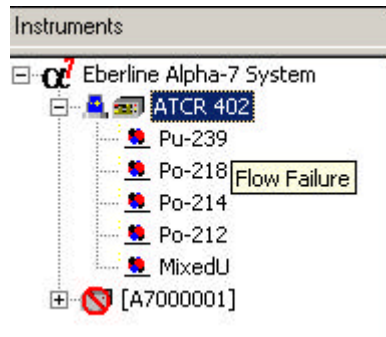 Instruments
α7 Eberline Alpha-7 System
ATCR 402
Pu-239
Po-218
Flow Failure
Po-214
Po-212
MixedU
[A7000001]